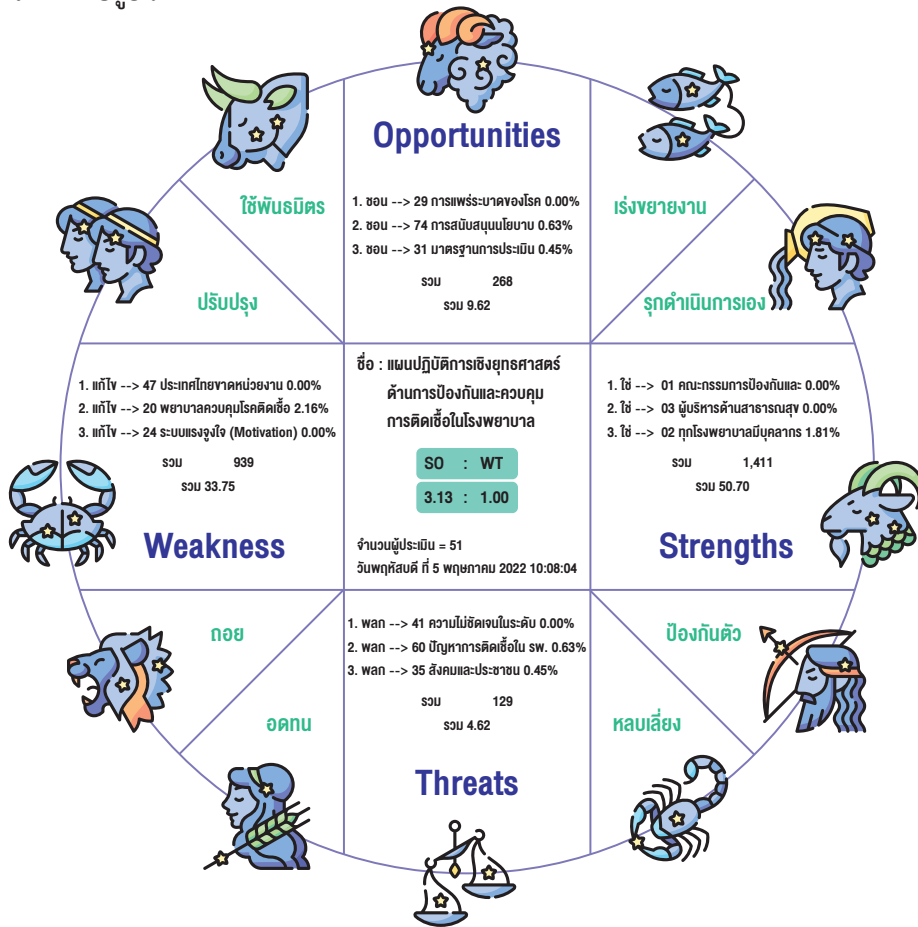 Opportunities
ใช้พันธมิตร
1. ชอน --> 29 การแพร่ระบาดของโรค 0.00%
2. ชอน --> 74 การสนับสนุนนโยบาบ 0.63%
3. ชอน --> 31 มาตรฐานการประเมิน 0.45%
รวม 268
รวม 9.62
เร่งขยายงาน
ปรับปรุง
รุกดำเนินการเอง
1. แก้ไข --> 47 ประเทศไทยขาดหน่วยงาน 0.00%
2. แก้ไข --> 20 พยาบาลควบคุมโรคติดเชื้อ 2.16%
3. แก้ไข --> 24 ระบบแรงจูงใจ (Motivation) 0.00%
รวม 939
รวม 33.75
Weakness
ชื่อ : แผนปฏิบัติการเชิงยุทธศาสตร์
ด้านการป้องกันและควบคุม
การติดเชื้อในโรงพยาบาล
SO : WT
3.13 : 1.00
จำนวนผู้ประเมิน = 51
วันพฤหัสบดี ที่ 5 พฤษภาคม 2022 10:08:04
1. ใช่ --> 01 คณะกรรมการป้องกันและ 0.00%
2. ใช่ --> 03 ผู้บริหารด้านสาธารณสุข 0.00%
3. ใช่ --> 02 ทุกโรงพยาบาลมีบุคลากร 1.81%
รวม 1,411
รวม 50.70
Strengths
ถอย
1. พลก --> 41 ความไม่ชัดเจนในระดับ 0.00%
2. พลก --> 60 ปัญหาการติดเชื้อใน รพ. 0.63%
3. พลก --> 35 สังคมและประชาชน 0.45%
รวม 129
รวม 4.62
ป้องกันตัว
อดทน
หลบเลี่ยง
Threats